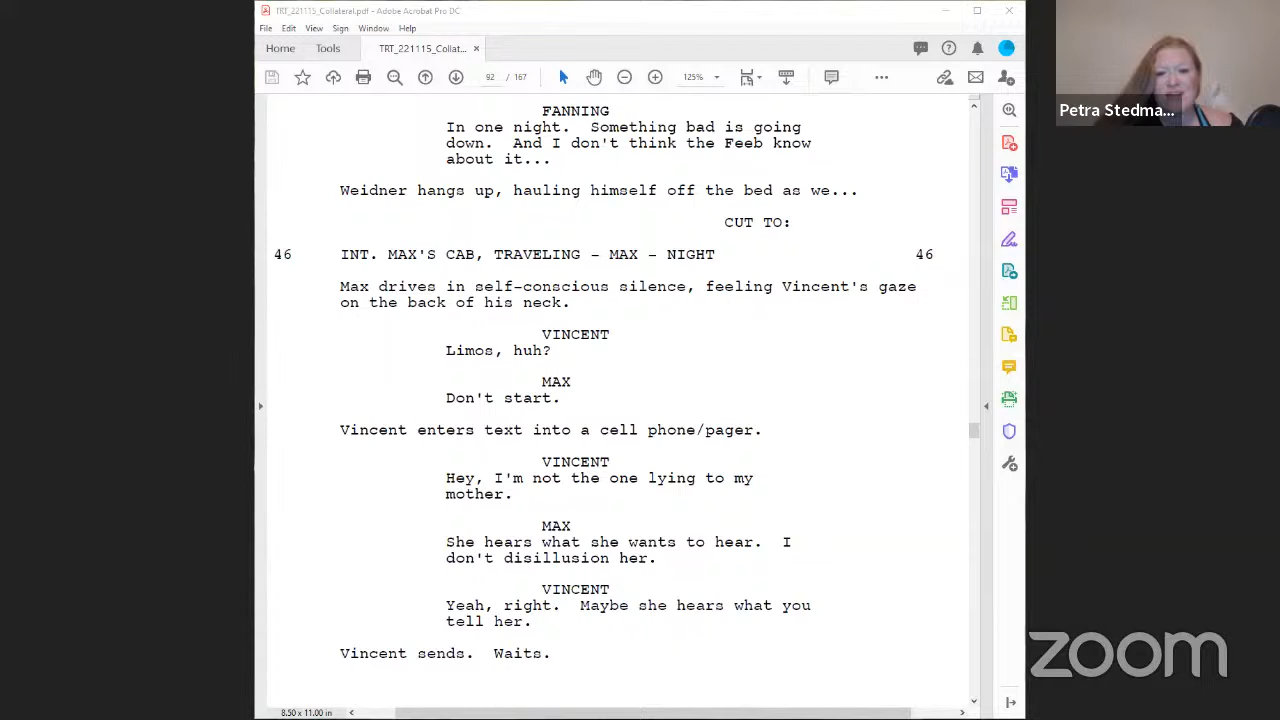 TRT_221115_Collateral.pdf - Adobe Acrobat Pro DC
File Edit View Sign Window Help
Home Tools TRT_221115_Collat... ×
92 / 167 125%
Petra Stedma...
FANNING
In one night. Something bad is going
down. And I don't think the Feeb know
about it...
Weidner hangs up, hauling himself off the bed as we...
CUT TO:
46 INT. MAX'S CAB, TRAVELING - MAX - NIGHT 46
Max drives in self-conscious silence, feeling Vincent's gaze
on the back of his neck.
VINCENT
Limos, huh?
MAX
Don't start.
Vincent enters text into a cell phone/pager.
VINCENT
Hey, I'm not the one lying to my
mother.
MAX
She hears what she wants to hear. I
don't disillusion her.
VINCENT
Yeah, right. Maybe she hears what you
tell her.
Vincent sends. Waits.
8.50 x 11.00 in
zoom